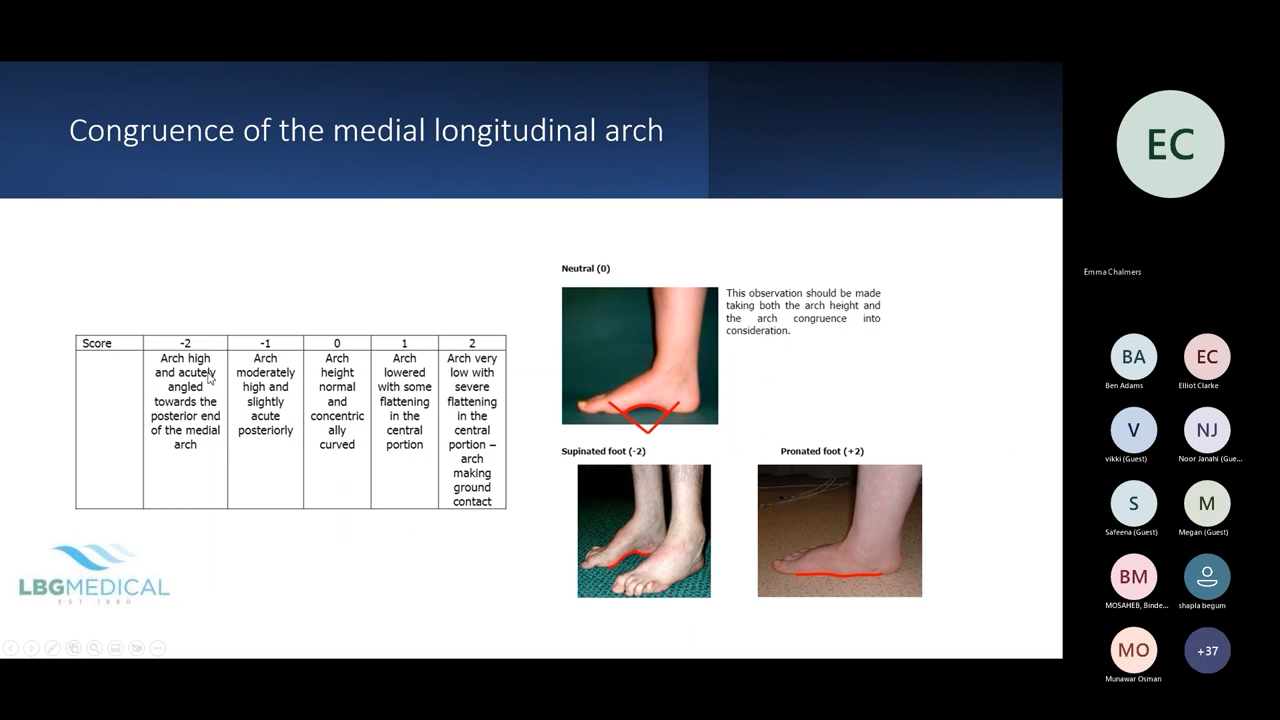 Congruence of the medial longitudinal arch
Score
-2
-1
0
1
2
Arch high
and acutely
angled
towards the
posterior end
of the medial
arch
Arch
moderately
high and
slightly
acute
posteriorly
Arch
height
normal
and
concentric
ally
curved
Arch
lowered
with some
flattening
in the
central
portion
Arch very
low with
severe
flattening
in the
central
portion –
arch
making
ground
contact
Neutral (0)
This observation should be made
taking both the arch height and
the arch congruence into
consideration.
Supinated foot (-2)
Pronated foot (+2)
LBGMEDICAL
EST 1980
EC
Emma Chalmers
BA
Ben Adams
EC
Elliot Clarke
V
vikki (Guest)
NJ
Noor Janahi (Gue...
S
Safeena (Guest)
M
Megan (Guest)
BM
MOSAHEB, Binde...
shapla begum
MO
Munawar Osman
+37